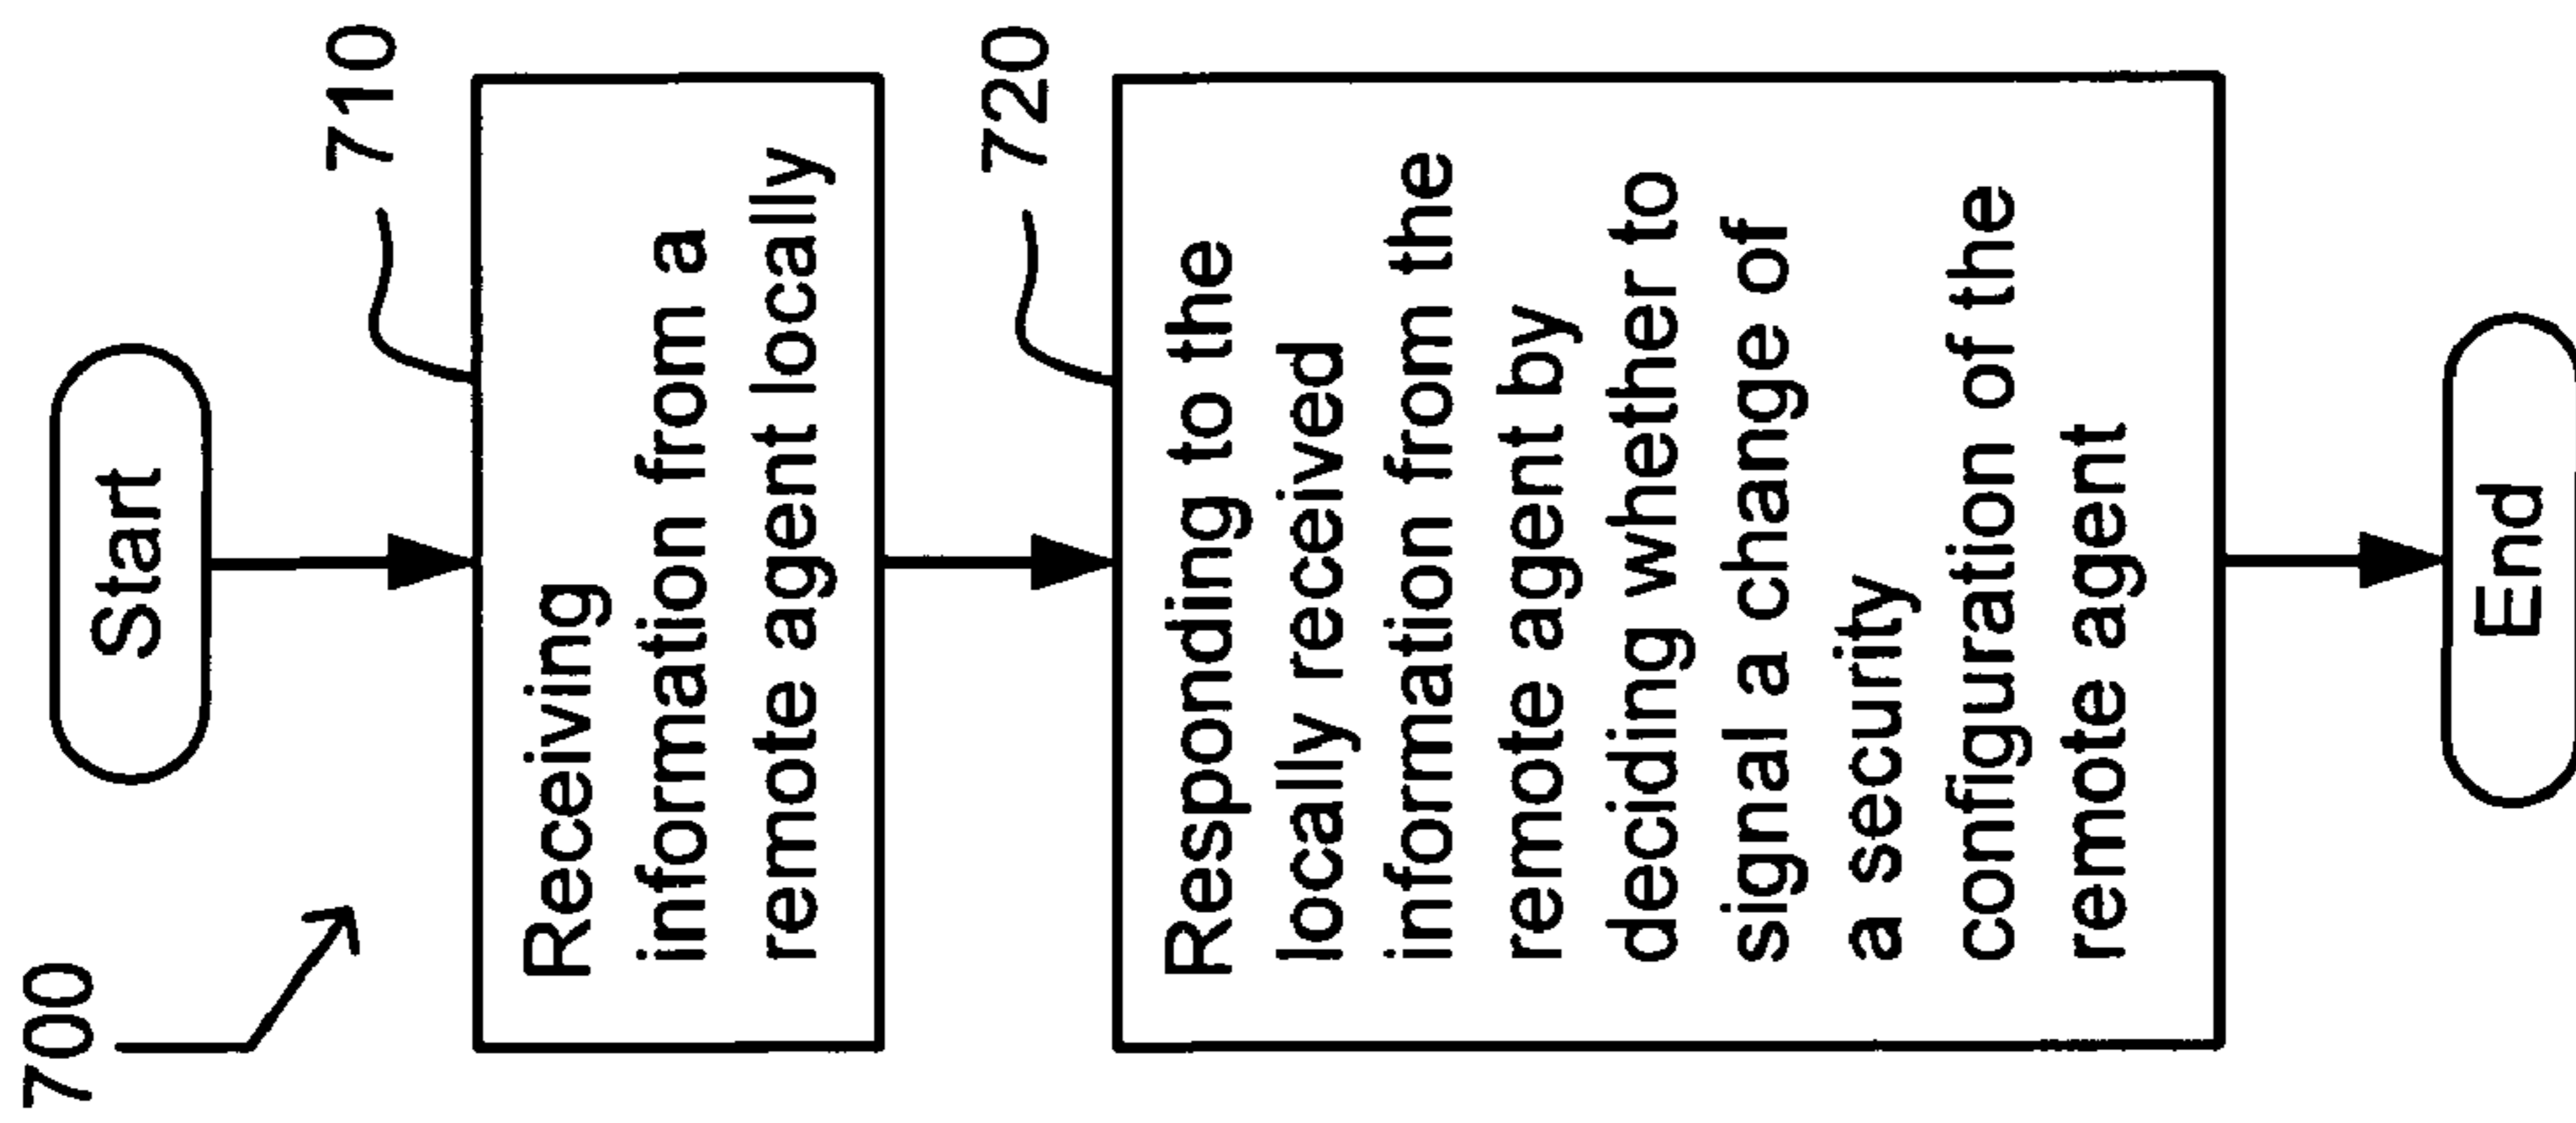 700
Start
710
Receiving
information from a
remote agent locally
720
Responding to the
locally received
information from the
remote agent by
deciding whether to
signal a change of
a security
configuration of the
remote agent
End